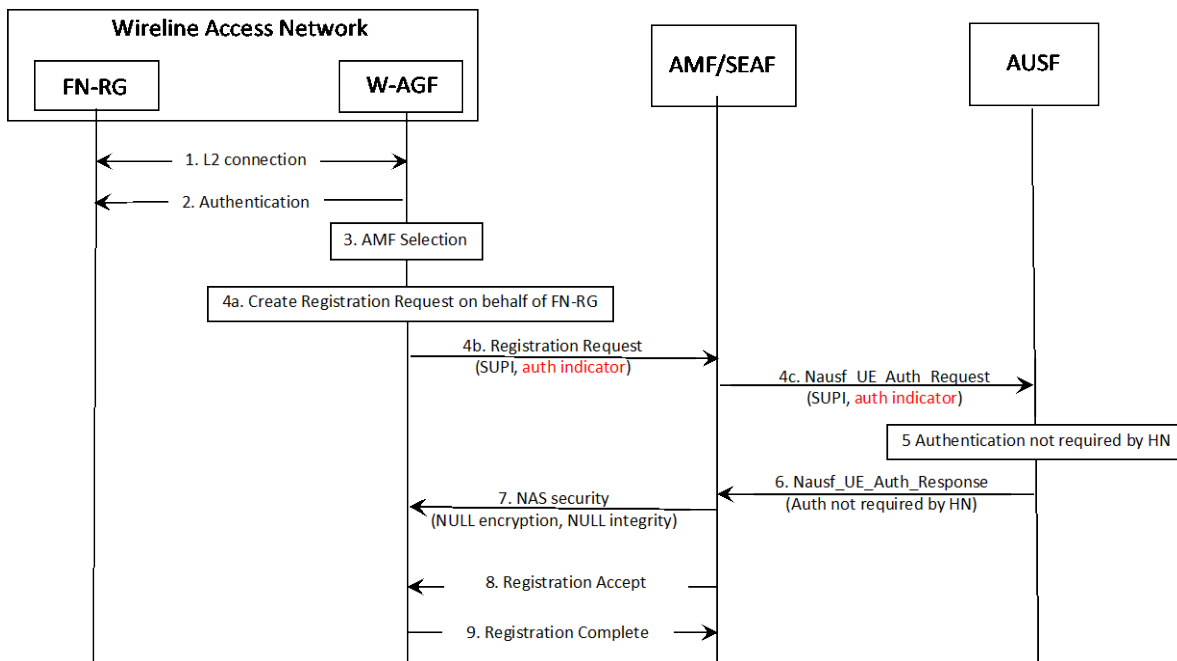 Wireline Access Network
FN-RG
W-AGF
AMF/SEAF
AUSF
1. L2 connection
2. Authentication
3. AMF Selection
4a. Create Registration Request on behalf of FN-RG
4b. Registration Request
(SUPI, auth indicator)
4c. Nausf_UE_Auth_Request
(SUPI, auth indicator)
5 Authentication not required by HN
6. Nausf_UE_Auth_Response
(Auth not required by HN)
7. NAS security
(NULL encryption, NULL integrity)
8. Registration Accept
9. Registration Complete